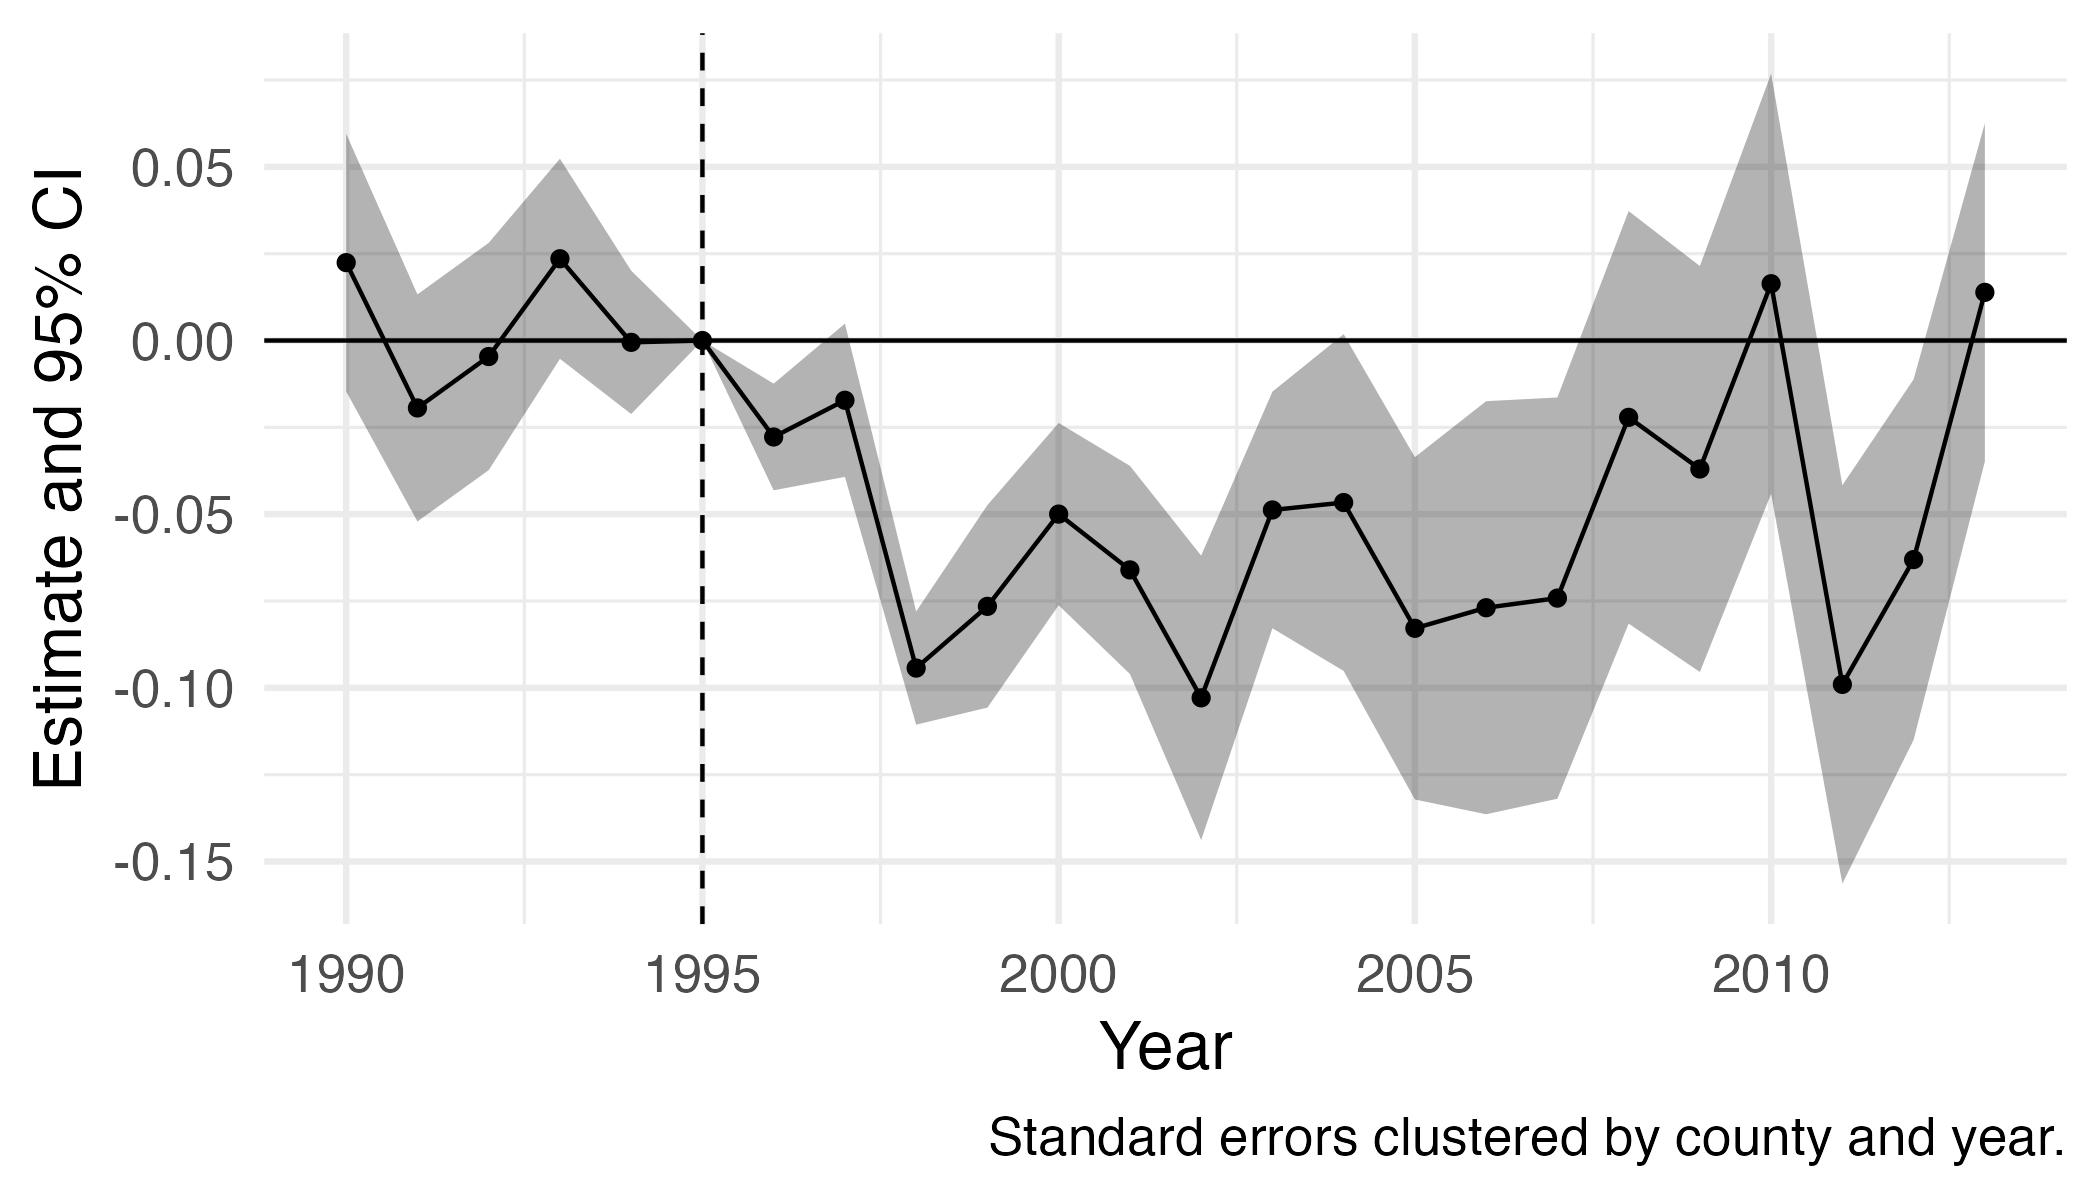 Estimate and 95% CI
0.05
0.00
-0.05
-0.10
-0.15
1990 1995 2000 2005 2010
Year
Standard errors clustered by county and year.